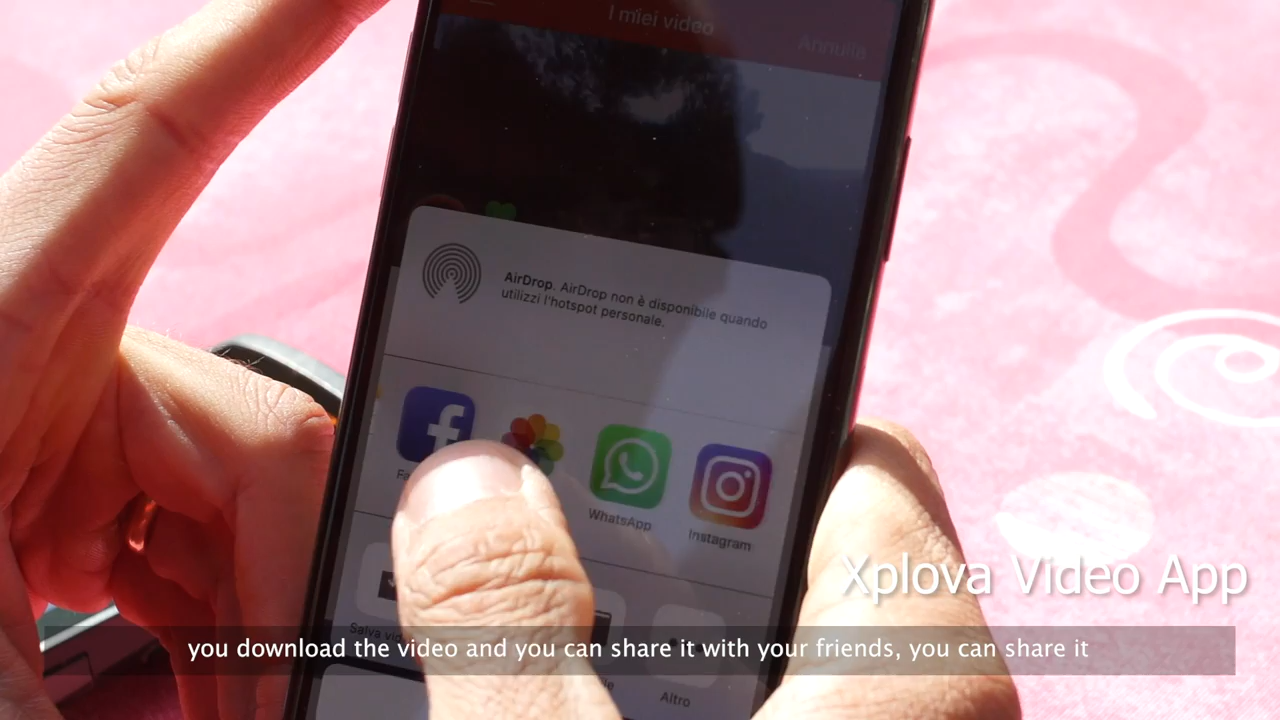 I miei video
Annulla
AirDrop. AirDrop non è disponibile quando
utilizzi l'hotspot personale.
WhatsApp
Instagram
Xplova Video App
Salva
you download the video and you can share it with your friends, you can share it
Altro